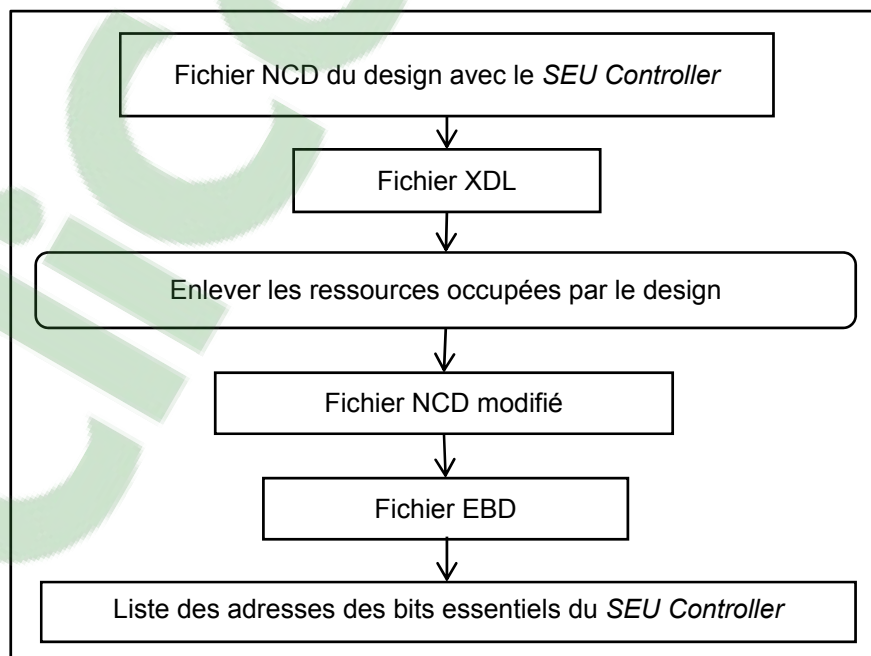 Fichier NCD du design avec le SEU Controller
Fichier XDL
Enlever les ressources occupées par le design
Fichier NCD modifié
Fichier EBD
Liste des adresses des bits essentiels du SEU Controller